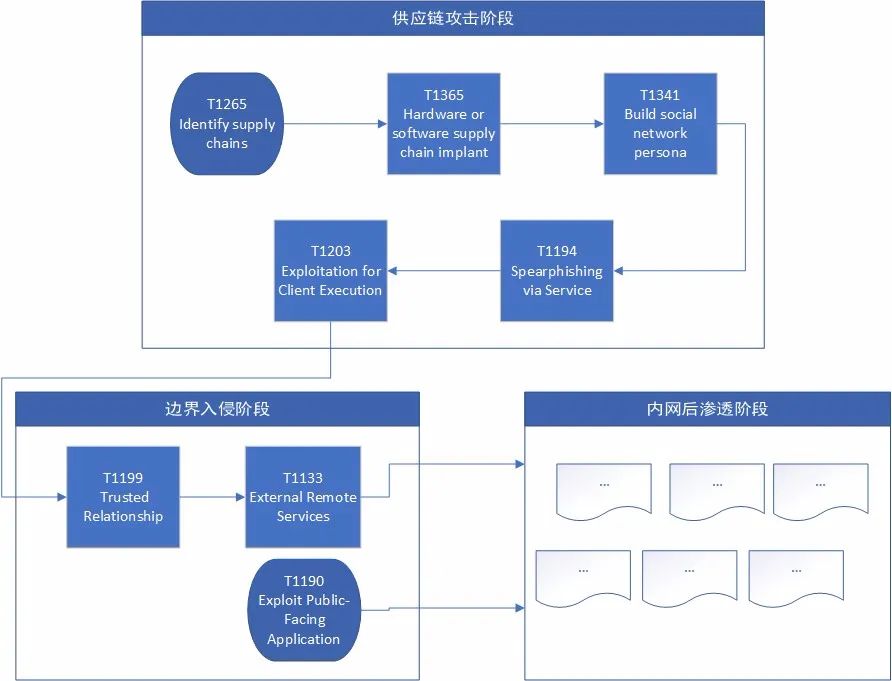 供应链攻击阶段
T1265
Identify supply
chains
T1365
Hardware or
software supply
chain implant
T1341
Build social
network
persona
T1203
Exploitation for
Client Execution
T1194
Spearphishing
via Service
边界入侵阶段
T1199
Trusted
Relationship
T1133
External Remote
Services
T1190
Exploit Public-
Facing
Application
内网后渗透阶段
...
...
...
...
...
...